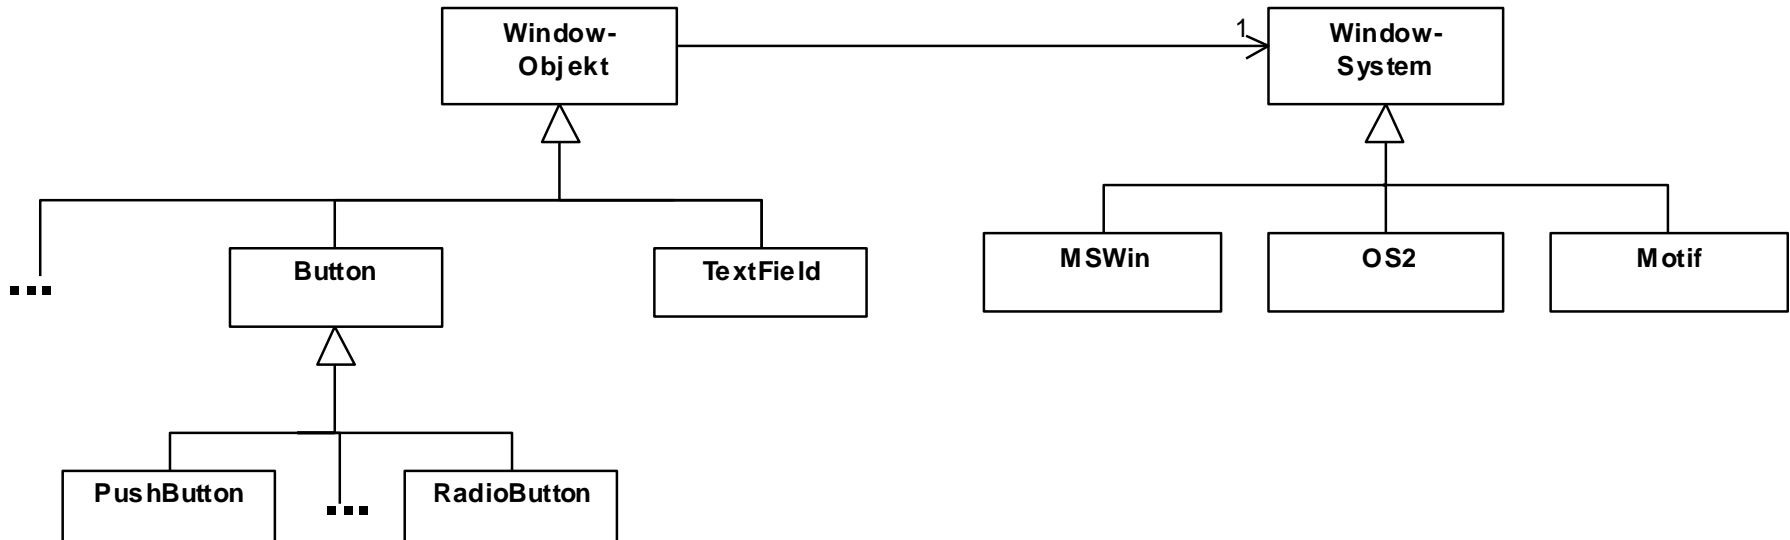 Window-
Objekt
1
Window-
System
Button
TextField
MSWin
OS2
Motif
...
PushButton
...
RadioButton